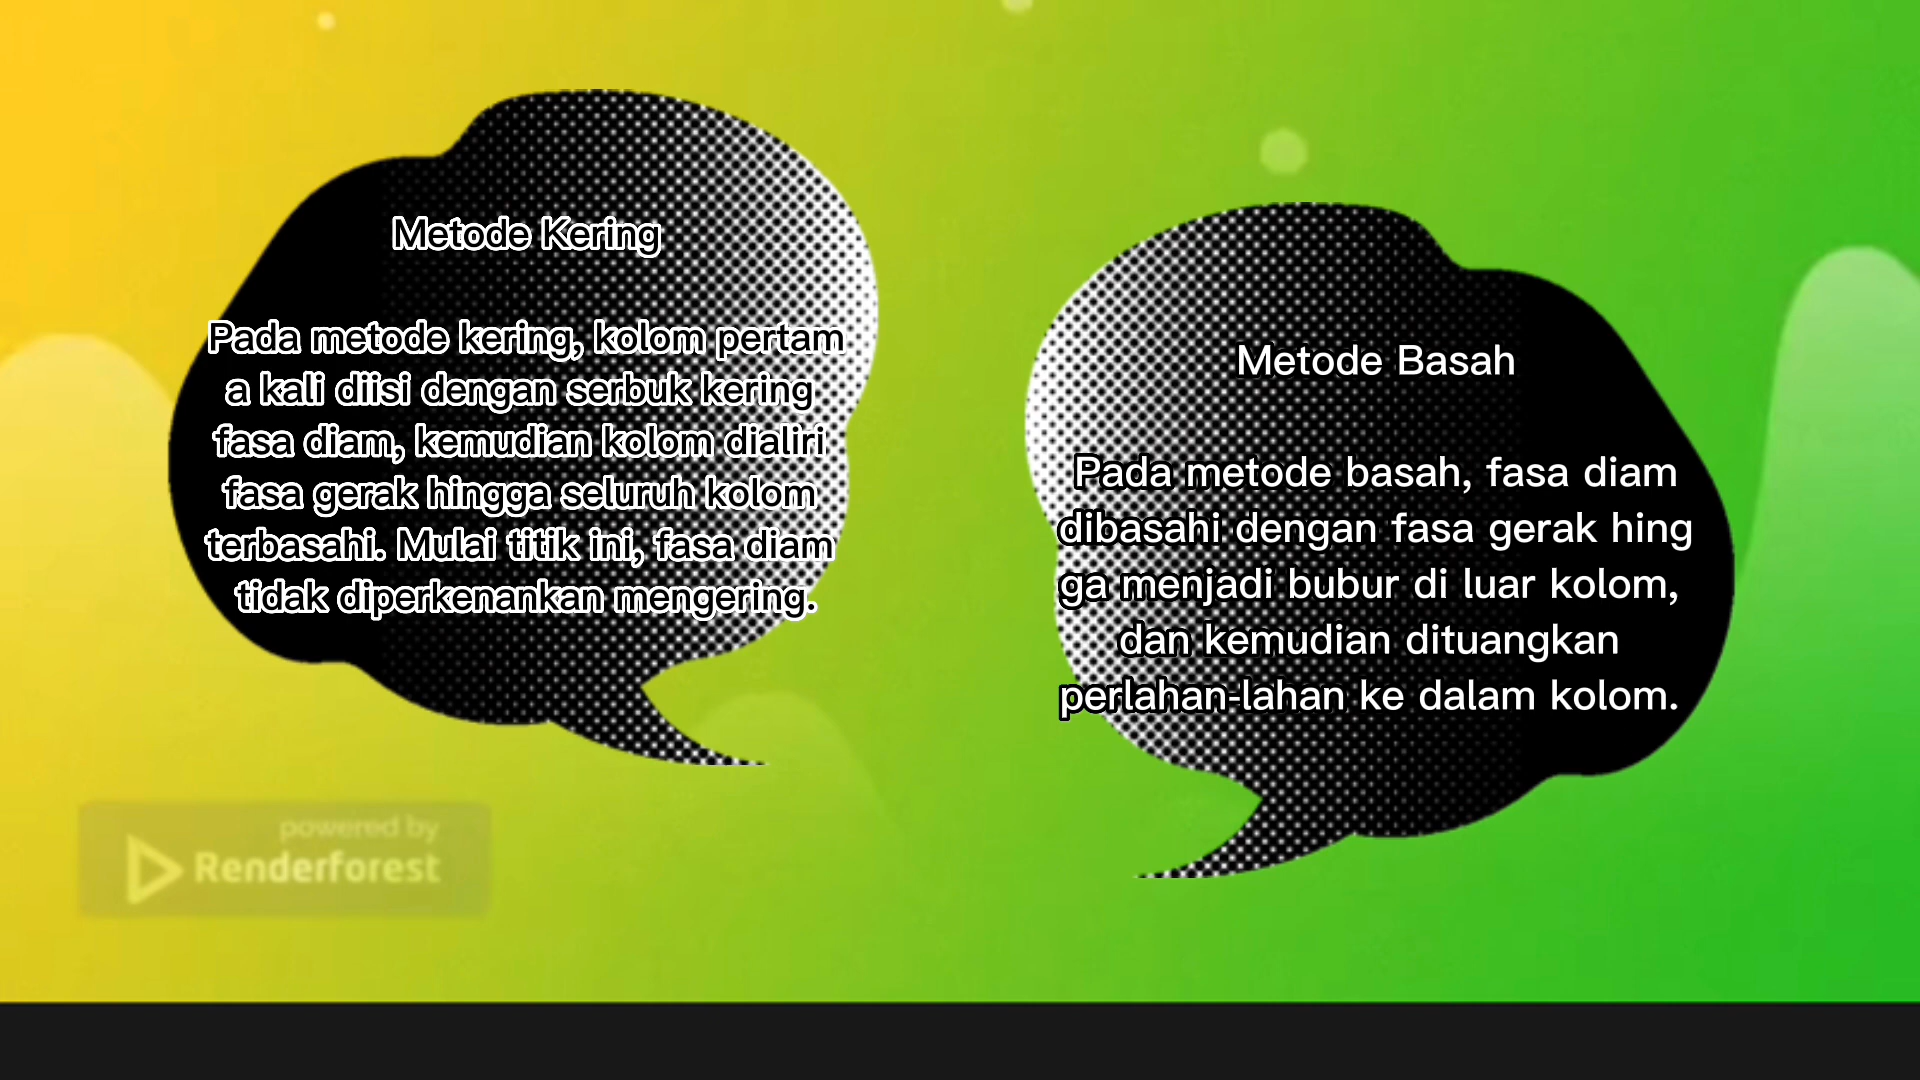 Metode Kering
Pada metode kering, kolom pertam
a kali diisi dengan serbuk kering
fasa diam, kemudian kolom dialiri
fasa gerak hingga seluruh kolom
terbasahi. Mulai titik ini, fasa diam
tidak diperkenankan mengering.
Metode Basah
Pada metode basah, fasa diam
dibasahi dengan fasa gerak hing
ga menjadi bubur di luar kolom,
dan kemudian dituangkan
perlahan-lahan ke dalam kolom.
powered by
Renderforest